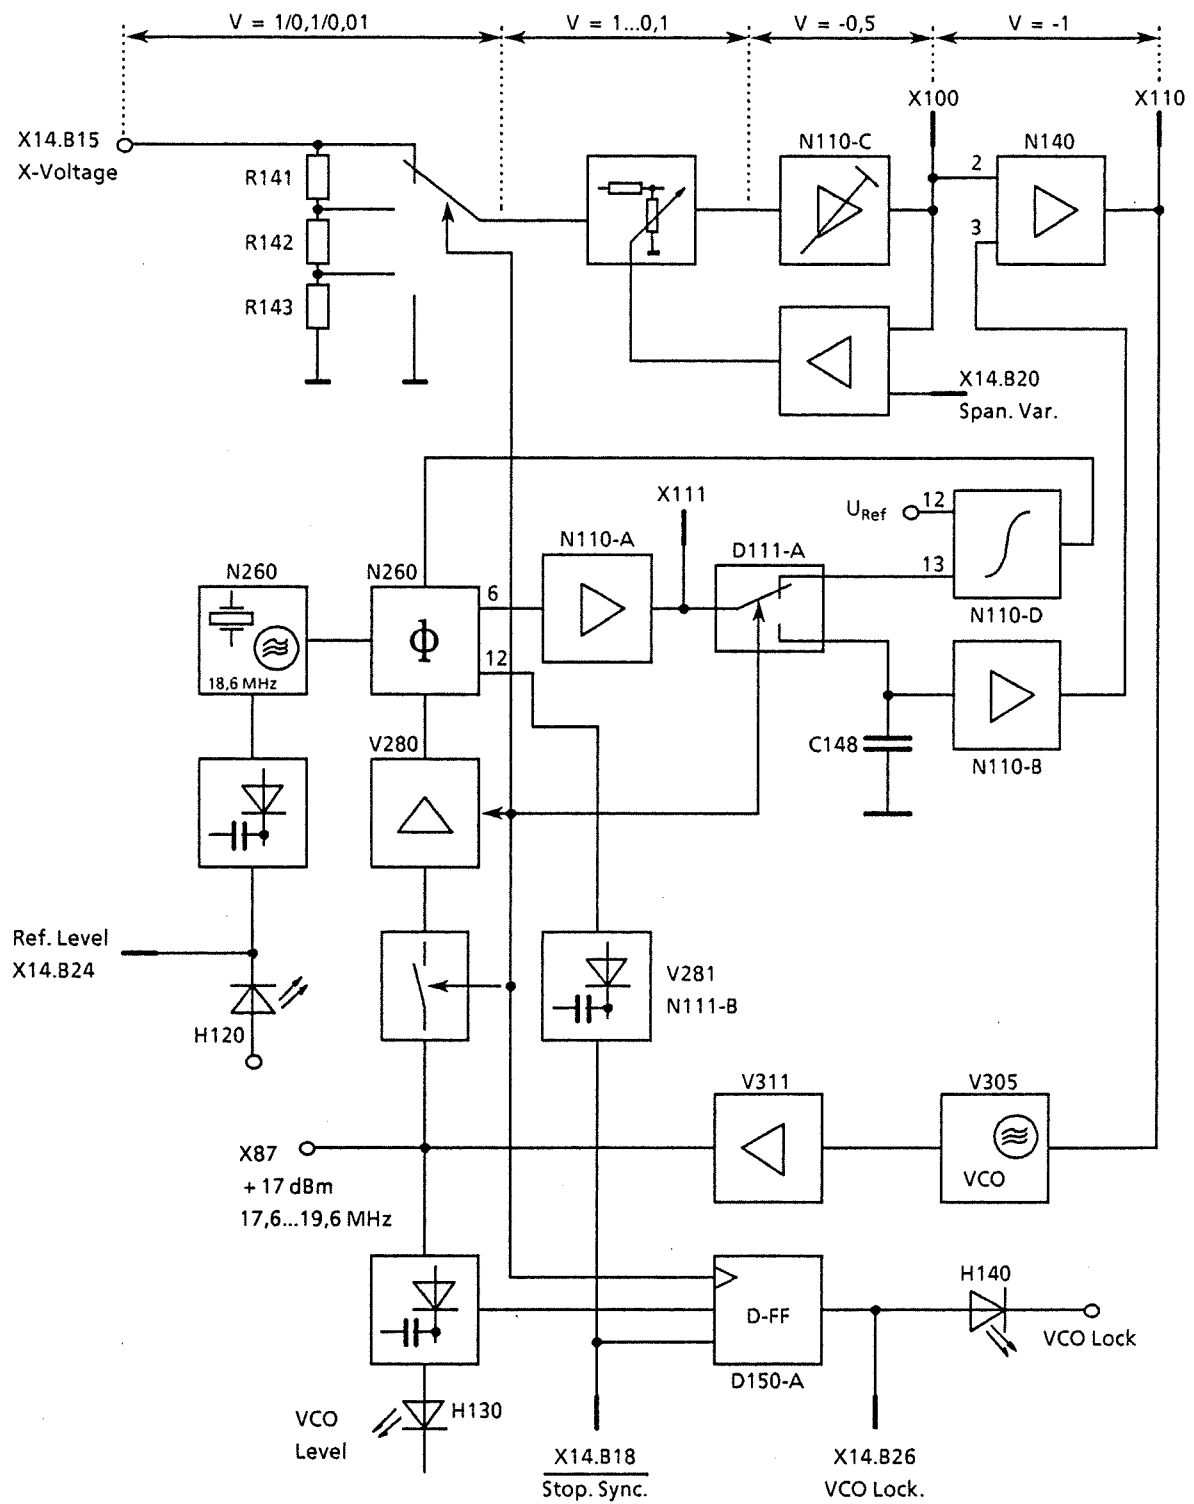 V = 1/0,1/0,01
V = 1...0,1
V = -0,5
V = -1
X100
X110
X14.B15
X-Voltage
R141
R142
R143
N110-C
N140
2
3
X14.B20
Span. Var.
X111
U Ref
12
N110-A
D111-A
13
N110-D
N260
N260
6
Φ
12
18,6 MHz
V280
C148
N110-B
Ref. Level
X14.B24
H120
V281
N111-B
V311
V305
VCO
X87
+ 17 dBm
17,6...19,6 MHz
D-FF
D150-A
H140
VCO Lock
VCO
Level
H130
X14.B18
Stop. Sync.
X14.B26
VCO Lock.